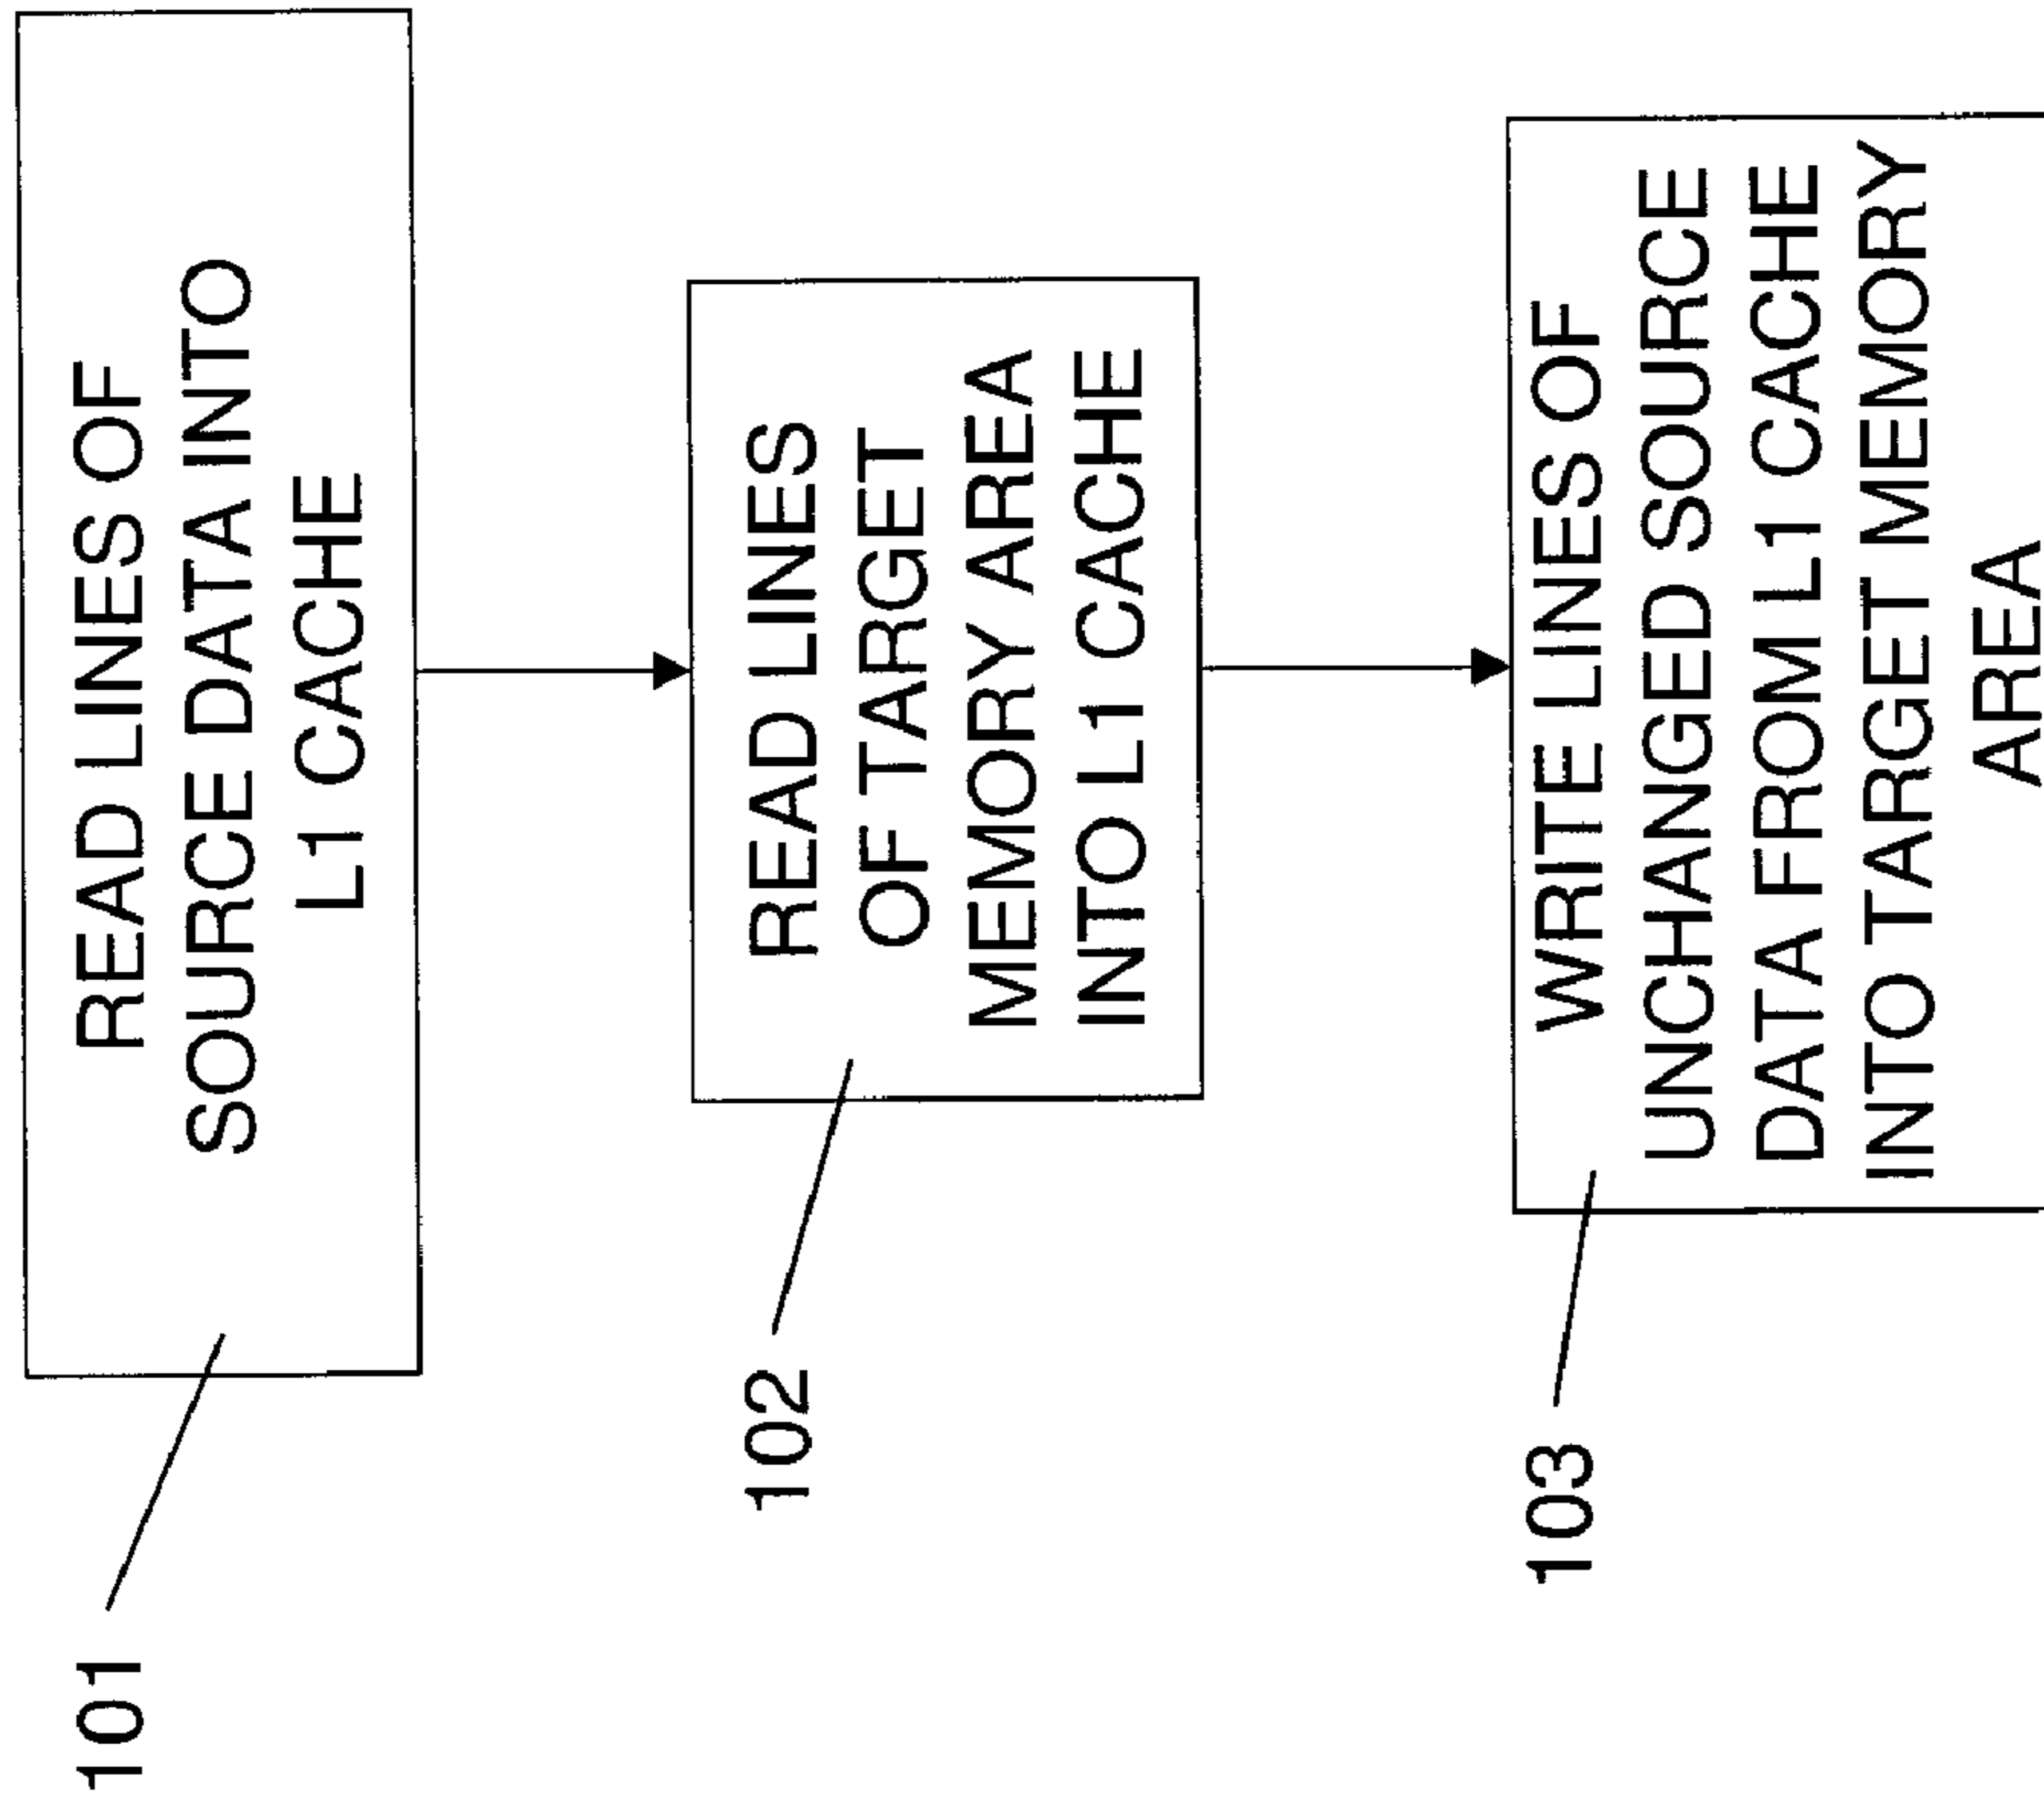 101
READ LINES OF
SOURCE DATA INTO
L1 CACHE
102
READ LINES
OF TARGET
MEMORY AREA
INTO L1 CACHE
103
WRITE LINES OF
UNCHANGED SOURCE
DATA FROM L1 CACHE
INTO TARGET MEMORY
AREA